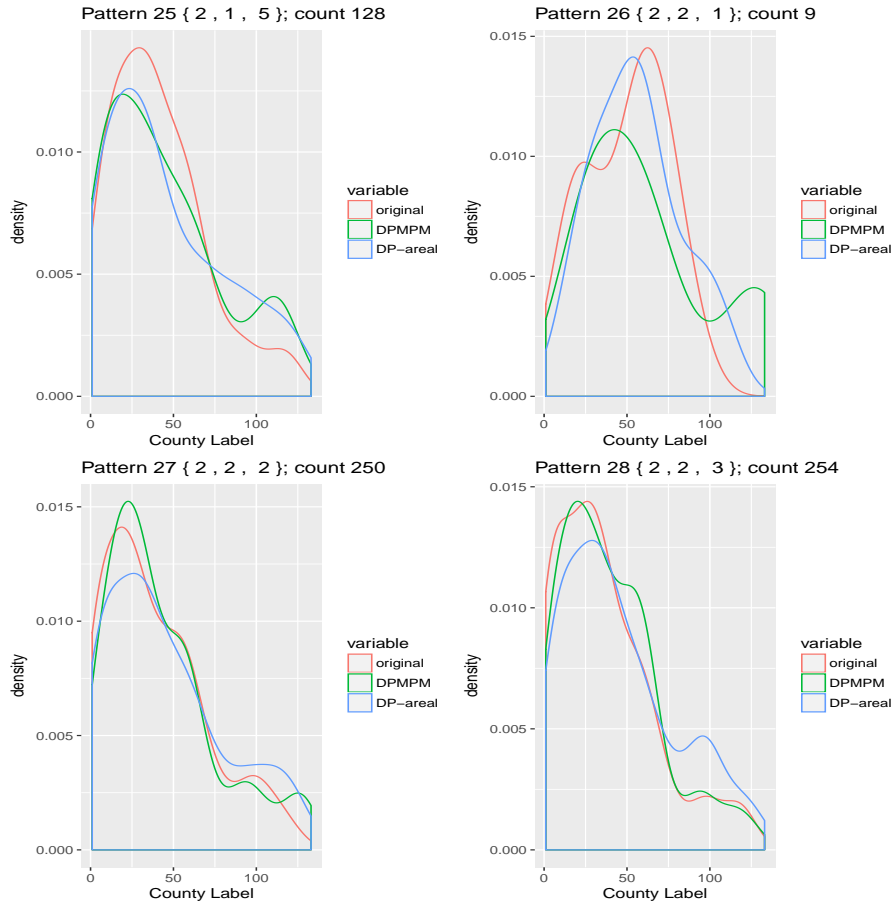 Pattern 25 { 2 , 1 , 5 }; count 128
density
0.010
0.005
0.000
0
50
100
County Label
variable
original
DPMPM
DP−areal
Pattern 26 { 2 , 2 , 1 }; count 9
density
0.015
0.010
0.005
0.000
0
50
100
County Label
variable
original
DPMPM
DP−areal
Pattern 27 { 2 , 2 , 2 }; count 250
density
0.015
0.010
0.005
0.000
0
50
100
County Label
variable
original
DPMPM
DP−areal
Pattern 28 { 2 , 2 , 3 }; count 254
density
0.015
0.010
0.005
0.000
0
50
100
County Label
variable
original
DPMPM
DP−areal